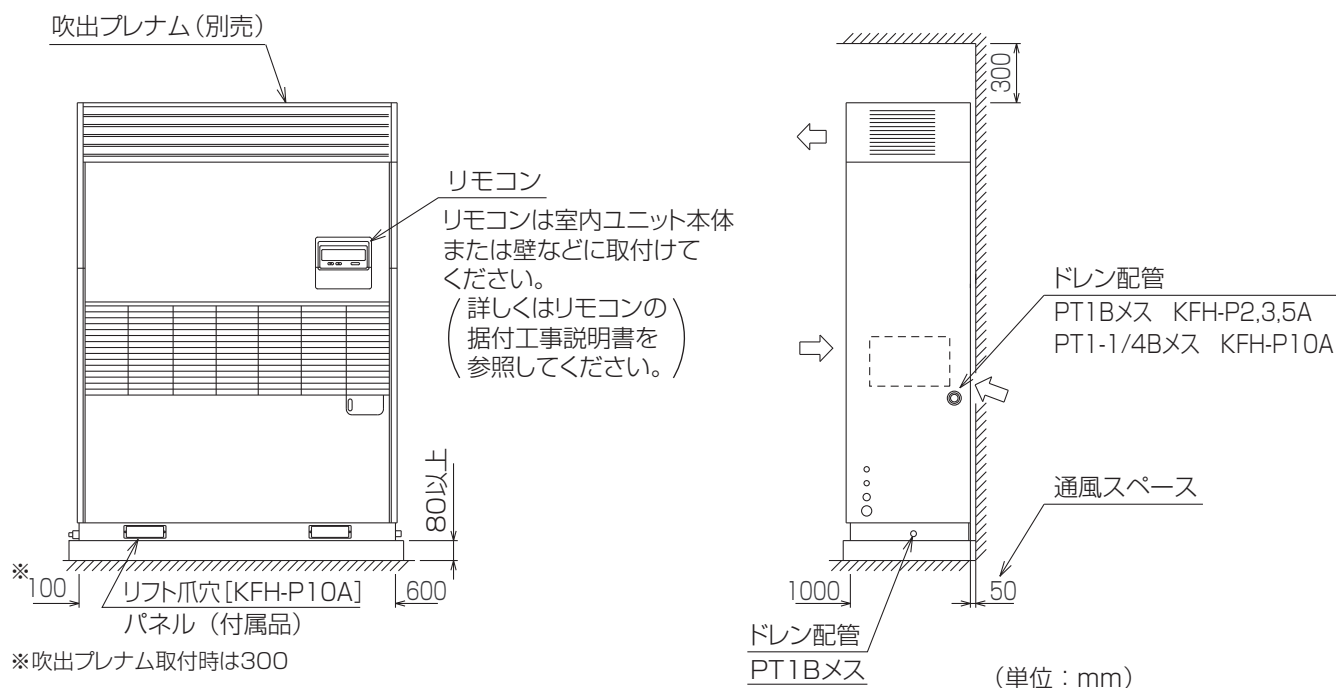 吹出プレナム(別売)
リモコン
リモコンは室内ユニット本体
または壁などに取付けて
ください。
(詳しくはリモコンの
据付工事説明書を
参照してください。)
80以上
※
100
リフト爪穴[KFH-P10A]
パネル(付属品)
600
※吹出プレナム取付時は300
300
ドレン配管
PT1Bメス KFH-P2,3,5A
PT1-1/4Bメス KFH-P10A
通風スペース
1000
50
ドレン配管
PT1Bメス
(単位:mm)